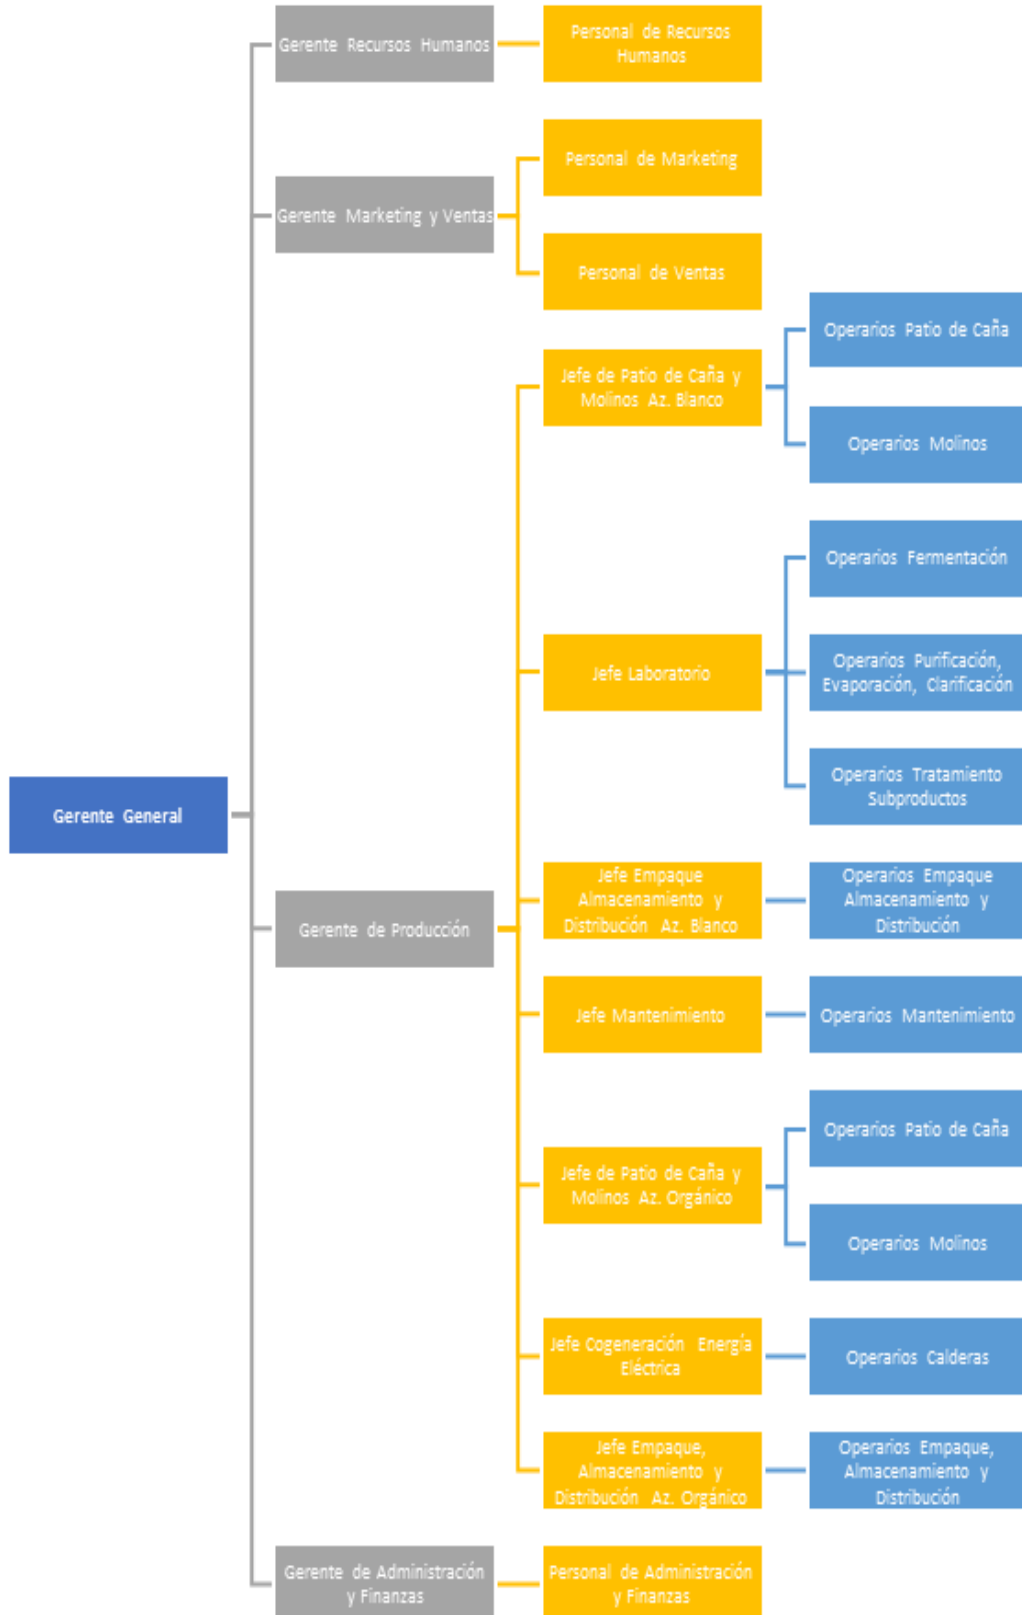 Gerente General
Gerente Recursos Humanos
Personal de Recursos
Humanos
Gerente Marketing y Ventas
Personal de Marketing
Personal de Ventas
Gerente de Producción
Jefe de Patio de Caña y
Molinos Az. Blanco
Operarios Patio de Caña
Operarios Molinos
Jefe Laboratorio
Operarios Fermentación
Operarios Purificación,
Evaporación, Clarificación
Operarios Tratamiento
Subproductos
Jefe Empaque
Almacenamiento y
Distribución Az. Blanco
Operarios Empaque
Almacenamiento y
Distribución
Jefe Mantenimiento
Operarios Mantenimiento
Jefe de Patio de Caña y
Molinos Az. Orgánico
Operarios Patio de Caña
Operarios Molinos
Jefe Cogeneración Energía
Eléctrica
Operarios Calderas
Jefe Empaque,
Almacenamiento y
Distribución Az. Orgánico
Operarios Empaque,
Almacenamiento y
Distribución
Gerente de Administración
y Finanzas
Personal de Administración
y Finanzas